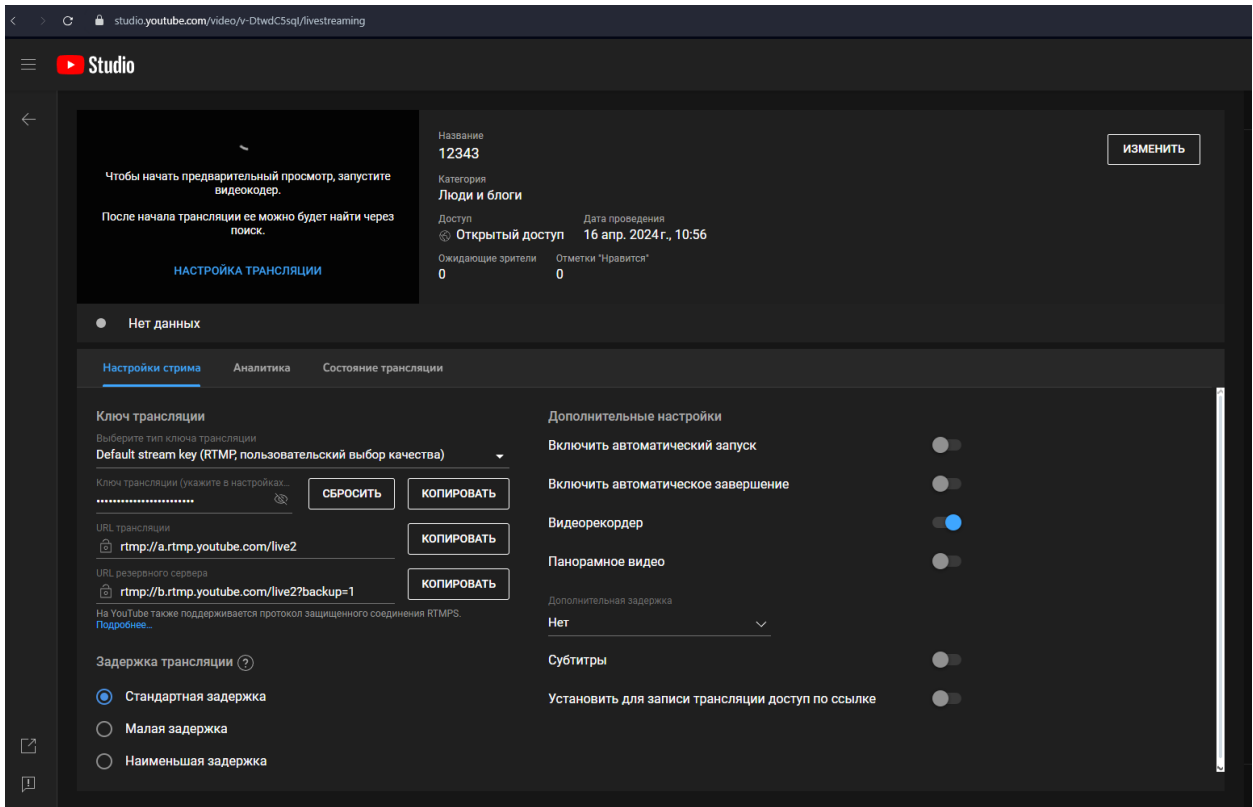 studio.youtube.com/video/v-DtwdC5sqI/livestreaming
Studio
Чтобы начать предварительный просмотр, запустите
видеокодер.
После начала трансляции ее можно будет найти через
поиск.
НАСТРОЙКА ТРАНСЛЯЦИИ
Название
12343
ИЗМЕНИТЬ
Категория
Люди и блоги
Доступ
Дата проведения
Открытый доступ
16 апр. 2024 г., 10:56
Ожидающие зрители
Отметки "Нравится"
0
0
Нет данных
Настройки стрима
Аналитика
Состояние трансляции
Ключ трансляции
Выберите тип ключа трансляции
Default stream key (RTMP, пользовательский выбор качества)
Ключ трансляции (укажите в настройках...
••••••••••••••••••••••••
СБРОСИТЬ
КОПИРОВАТЬ
URL трансляции
rtmp://a.rtmp.youtube.com/live2
КОПИРОВАТЬ
URL резервного сервера
rtmp://b.rtmp.youtube.com/live2?backup=1
КОПИРОВАТЬ
На YouTube также поддерживается протокол защищенного соединения RTMPS.
Подробнее...
Задержка трансляции
Стандартная задержка
Малая задержка
Наименьшая задержка
Дополнительные настройки
Включить автоматический запуск
Включить автоматическое завершение
Видеорекордер
Панорамное видео
Дополнительная задержка
Нет
Субтитры
Установить для записи трансляции доступ по ссылке